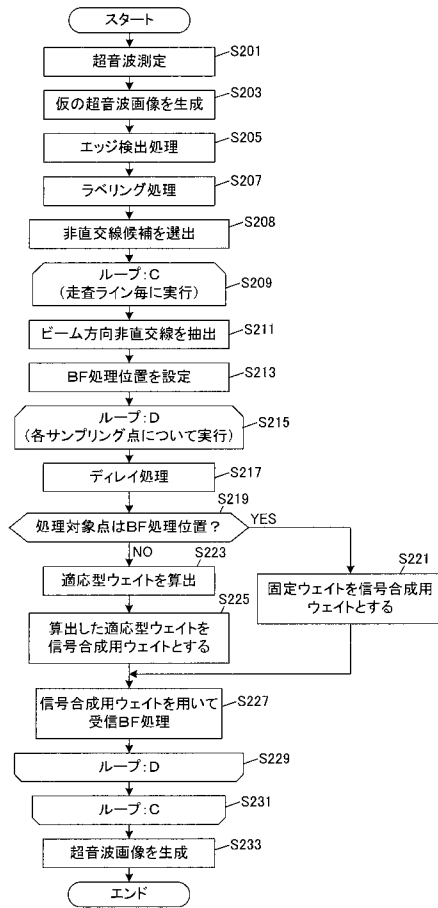 スタート
超音波測定
S201
仮の超音波画像を生成
S203
エッジ検出処理
S205
ラベリング処理
S207
非直交線候補を選出
S208
ループ:C
(走査ライン毎に実行)
S209
ビーム方向非直交線を抽出
S211
BF処理位置を設定
S213
ループ:D
(各サンプリング点について実行)
S215
ディレイ処理
S217
S219
処理対象点はBF処理位置?
YES
NO
S223
適応型ウェイトを算出
S221
固定ウェイトを信号合成用
ウェイトとする
S225
算出した適応型ウェイトを
信号合成用ウェイトとする
信号合成用ウェイトを用いて
受信BF処理
S227
ループ:D
S229
ループ:C
S231
超音波画像を生成
S233
エンド